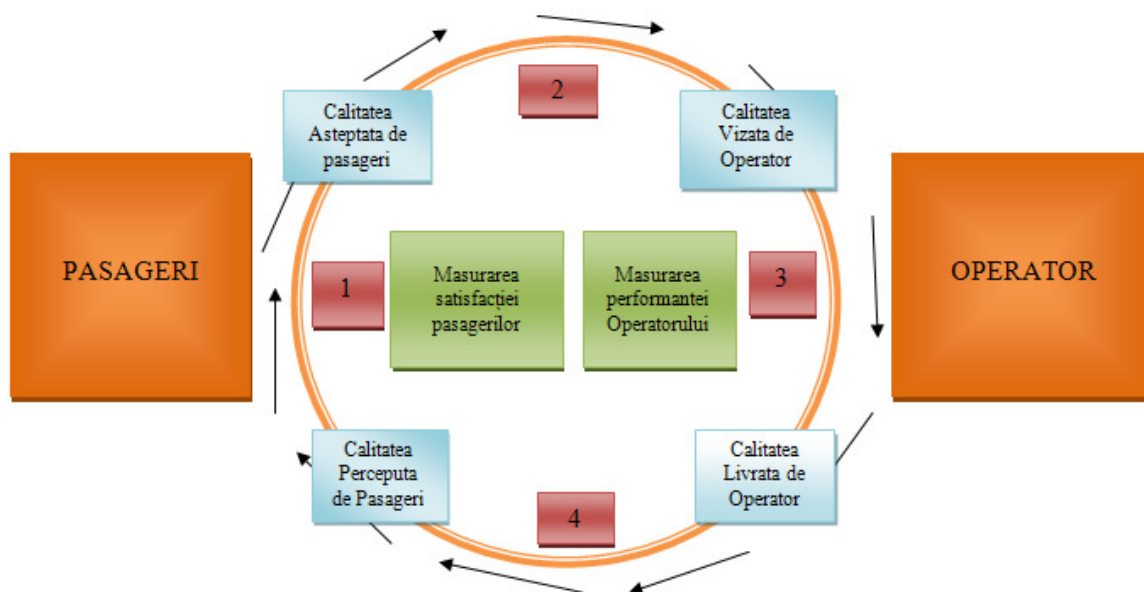 2
Calitatea
Asteptata de
pasageri
Calitatea
Vizata de
Operator
PASAGERI
1
Masurarea
satisfacției
pasagerilor
Masurarea
performantei
Operatorului
3
OPERATOR
Calitatea
Perceputa
de Pasageri
4
Calitatea
Livrata de
Operator